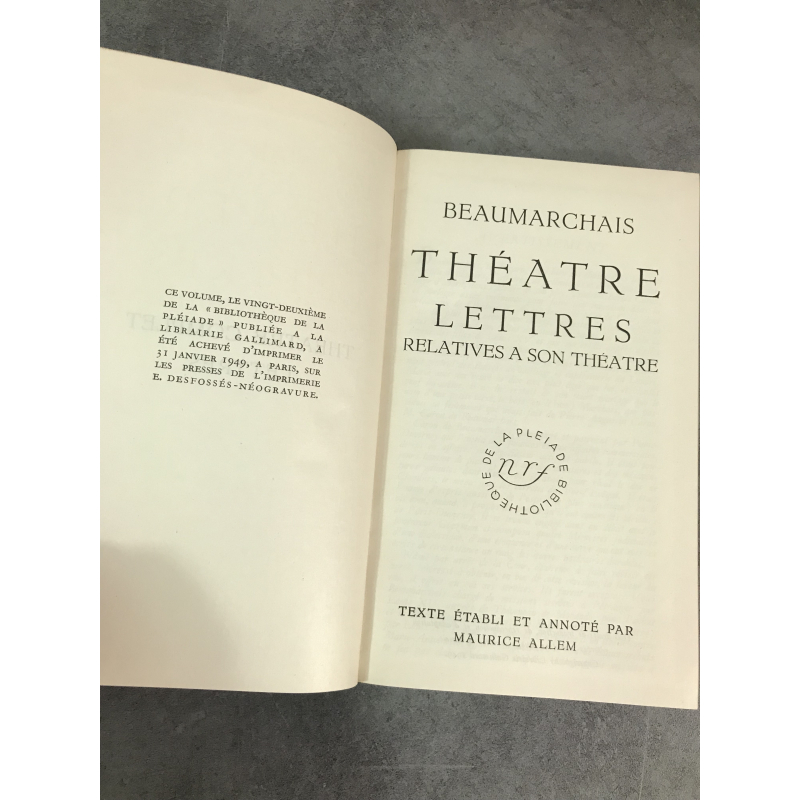 CE VOLUME, LE VINGT-DEUXIÈME
DE LA « BIBLIOTHÈQUE DE LA
PLÉIADE » PUBLIÉE A LA
LIBRAIRIE GALLIMARD, A
ÉTÉ ACHEVÉ D'IMPRIMER LE
31 JANVIER 1949, A PARIS, SUR
LES PRESSES DE L'IMPRIMERIE
E. DESFOSSÉS-NÉOGRAVURE.
BEAUMARCHAIS
THÉATRE
LETTRES
RELATIVES A SON THÉATRE
BIBLIOTHÈQUE DE LA PLEIADE
nrf
TEXTE ÉTABLI ET ANNOTÉ PAR
MAURICE ALLEM